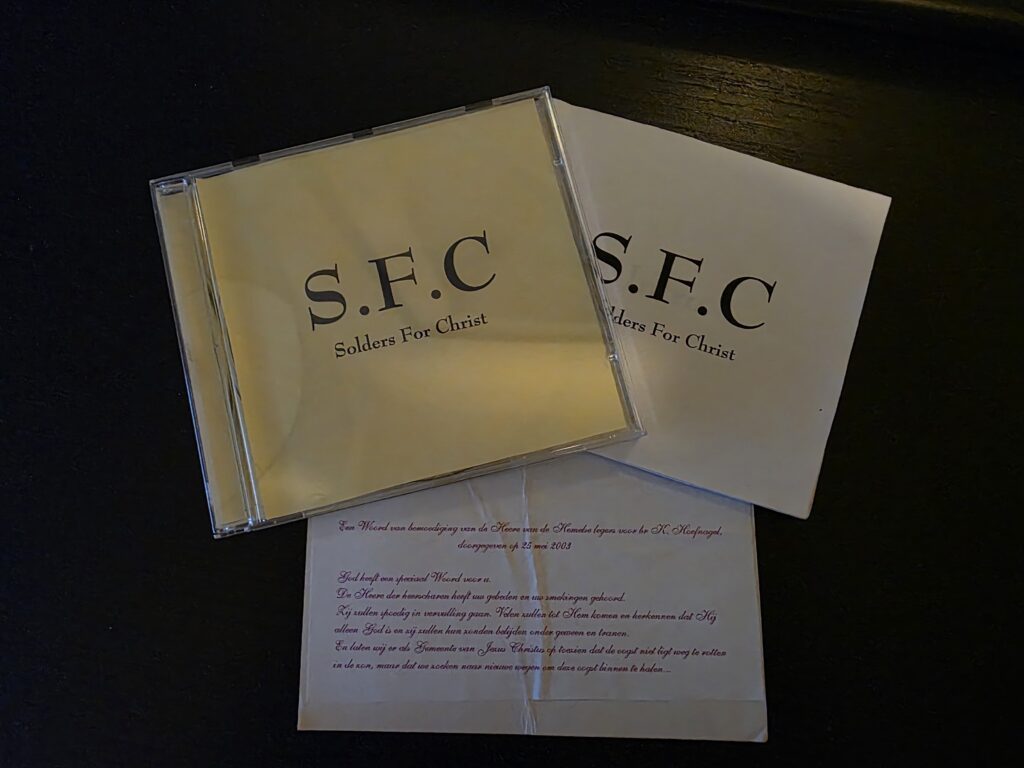 S.F.C
Solders For Christ
S.F.C
lders For Christ
Een Woord van bemoediging van de Heere van de Hemelse legers voor br K. Hoefnagel,
doorgegeven op 25 mei 2003
God heeft een speciaal Woord voor u.
De Heere der heerscharen heeft uw gebeden en uw smekingen gehoord.
Zij zullen spoedig in vervulling gaan. Velen zullen tot Hem komen en herkennen dat Hij
alleen God is en zij zullen hun zonden belijden onder geween en tranen.
En laten wij er als Gemeente van Jezus Christus op toezien dat de oogst niet ligt weg te rotten
in de zon, maar dat we zoeken naar nieuwe wegen om deze oogst binnen te halen...